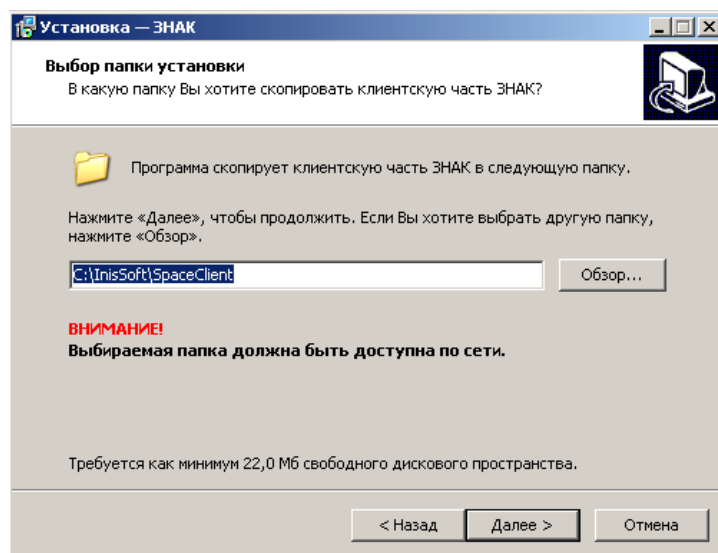 Установка — ЗНАК
Выбор папки установки
В какую папку Вы хотите скопировать клиентскую часть ЗНАК?
Программа скопирует клиентскую часть ЗНАК в следующую папку.
Нажмите «Далее», чтобы продолжить. Если Вы хотите выбрать другую папку,
нажмите «Обзор».
C:\InisSoft\SpaceClient
Обзор...
ВНИМАНИЕ!
Выбираемая папка должна быть доступна по сети.
Требуется как минимум 22,0 Мб свободного дискового пространства.
< Назад
Далее >
Отмена